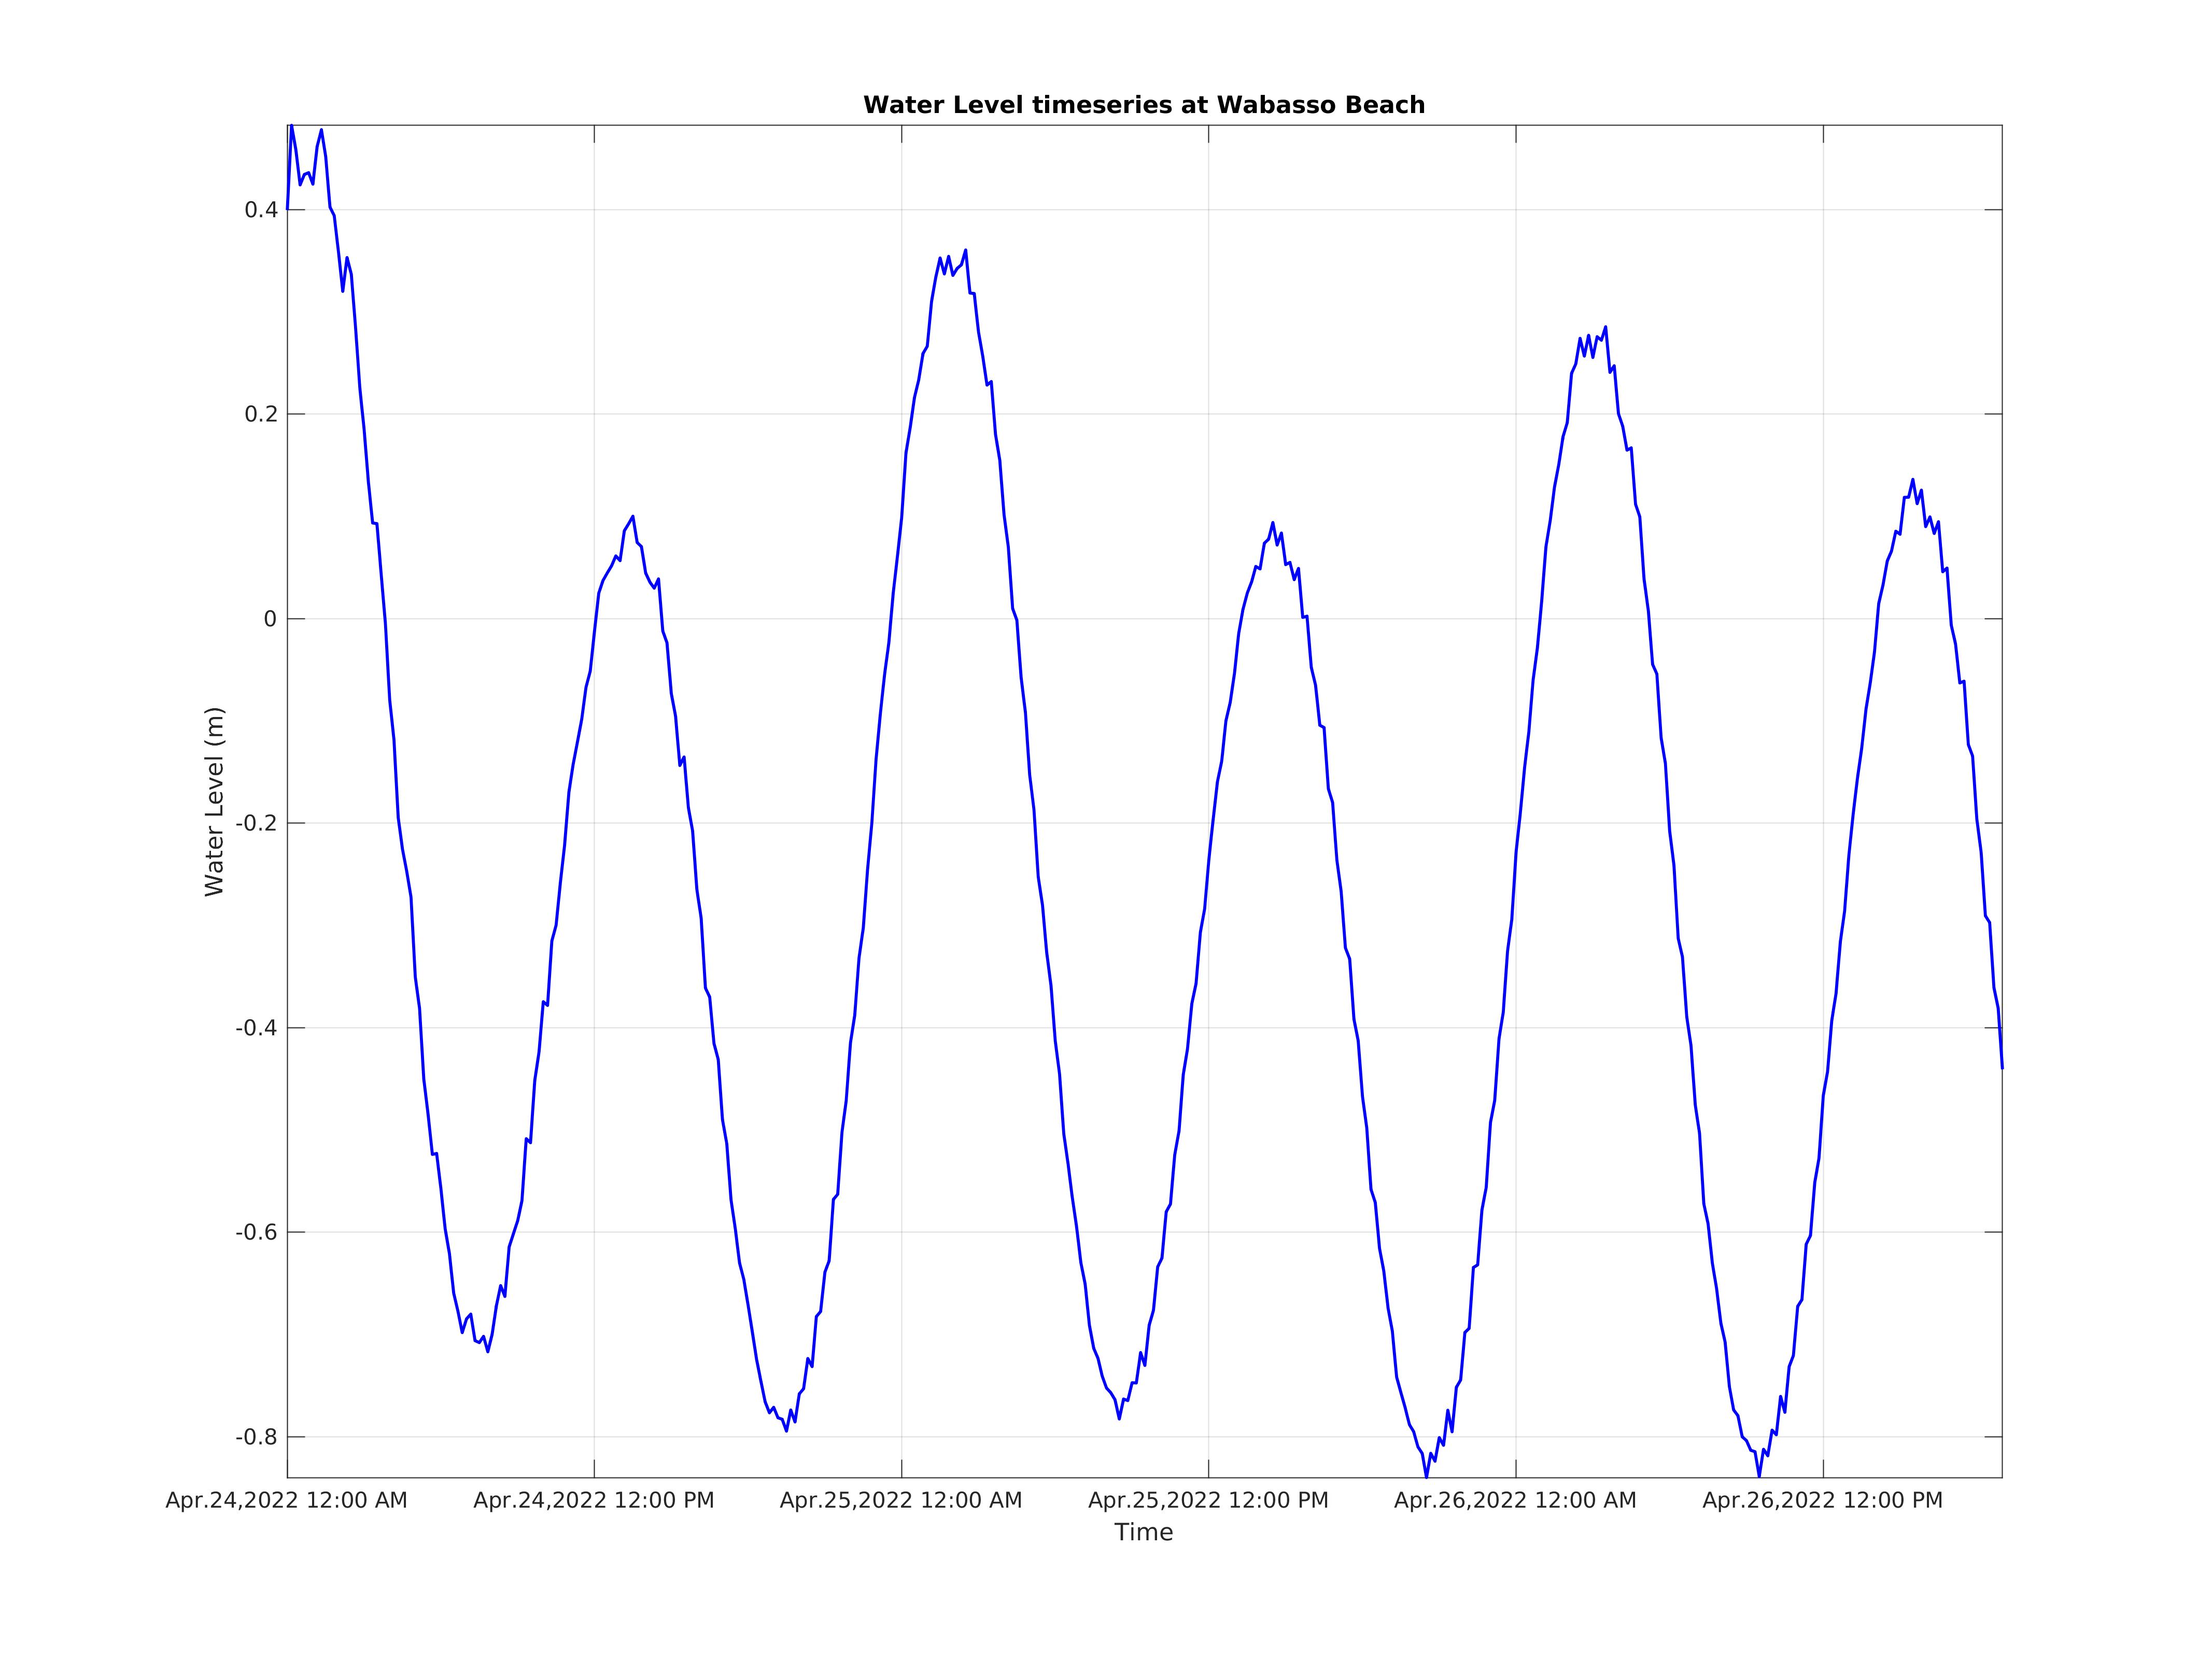 Water Level timeseries at Wabasso Beach
0.4
0.2
0
-0.2
-0.4
-0.6
-0.8
Water Level (m)
Apr.24,2022 12:00 AM Apr.24,2022 12:00 PM Apr.25,2022 12:00 AM Apr.25,2022 12:00 PM Apr.26,2022 12:00 AM Apr.26,2022 12:00 PM
Time